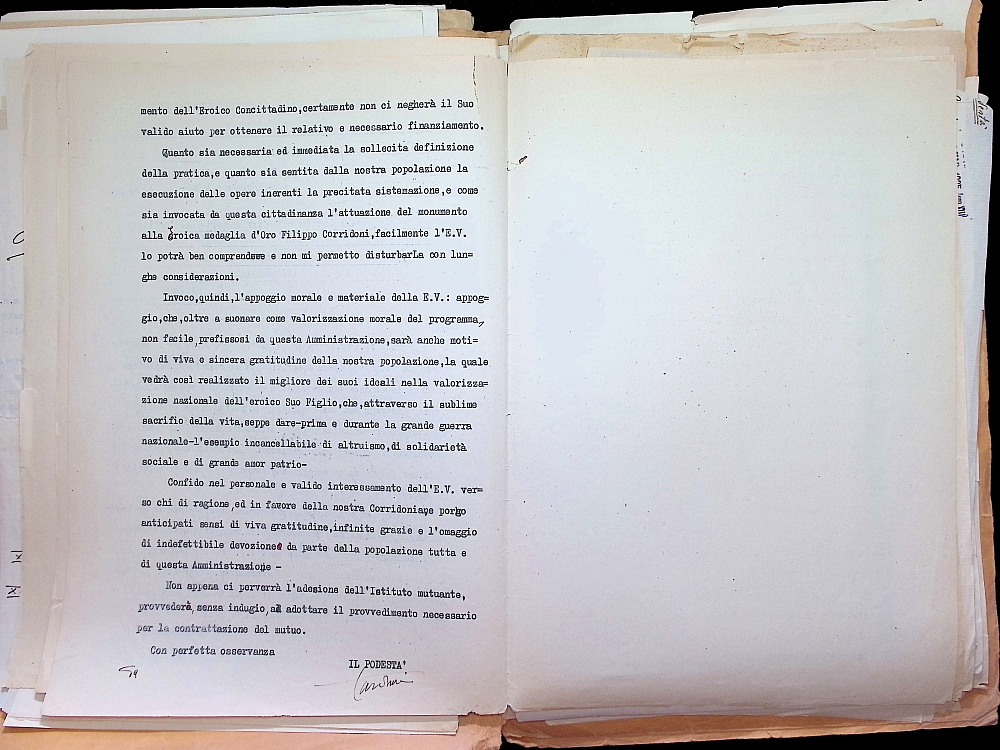 mento dell'Eroico Concittadino,certamente non ci negherà il Suo
valido aiuto per ottenere il relativo e necessario finanziamento.
Quanto sia necessaria ed immediata la sollecita definizione
della pratica,e quanto sia sentita dalla nostra popolazione la
esecuzione delle opere inerenti la precitata sistemazione,e come
sia invocata da questa cittadinanza l'attuazione del monumento
alla Eroica medaglia d'Oro Filippo Corridoni,facilmente l'E.V.
lo potrà ben comprendere e non mi permetto disturbarLa con lun=
ghe considerazioni.
Invoco,quindi,l'appoggio morale e materiale della E.V.: appog=
gio,che,oltre a suonare come valorizzazione morale del programma,
non facile,prefissosi da questa Amministrazione,sarà anche moti=
vo di viva e sincera gratitudine della nostra popolazione,la quale
vedrà così realizzato il migliore dei suoi ideali nella valorizza=
zione nazionale dell'eroico Suo Figlio,che,attraverso il sublime
sacrifio della vita,seppe dare-prima e durante la grande guerra
nazionale-l'esempio incancellabile di altruismo,di solidarietà
sociale e di grande amor patrio-
Confido nel personale e valido interessamento dell'E.V. ver=
so chi di ragione,ed in favore della nostra Corridonia,e porgo
anticipati sensi di viva gratitudine,infinite grazie e l'omaggio
di indefettibile devozione da parte della popolazione tutta e
di questa Amministrazione -
Non appena ci perverrà l'adesione dell'Istituto mutuante,
provvederà,senza indugio,ad adottare il provvedimento necessario
per la contrattazione del mutuo.
Con perfetta osservanza
IL PODESTA'